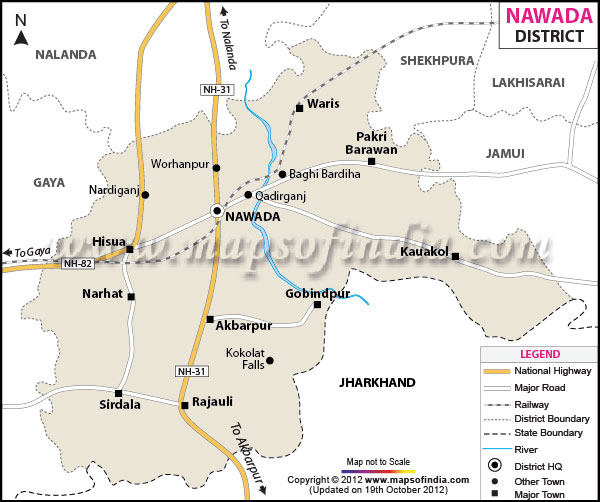 NAWADA
DISTRICT
N
To Nalanda
NALANDA
SHEKHPURA
LAKHISARAI
NH-31
Waris
Pakri
Barawan
JAMUI
Worhanpur
Baghi Bardiha
GAYA
Nardiganj
Qadirganj
NAWADA
Hisua
To Gaya
www.mapsofindia.com
Kauakol
NH-82
Narhat
Gobindpur
Akbarpur
Kokolat
Falls
NH-31
JHARKHAND
Sirdala
Rajauli
To Akbarpur
LEGEND
National Highway
Major Road
Railway
District Boundary
State Boundary
River
District HQ
Other Town
Major Town
Map not to Scale
Copyright © 2012 www.mapsofindia.com
(Updated on 19th October 2012)